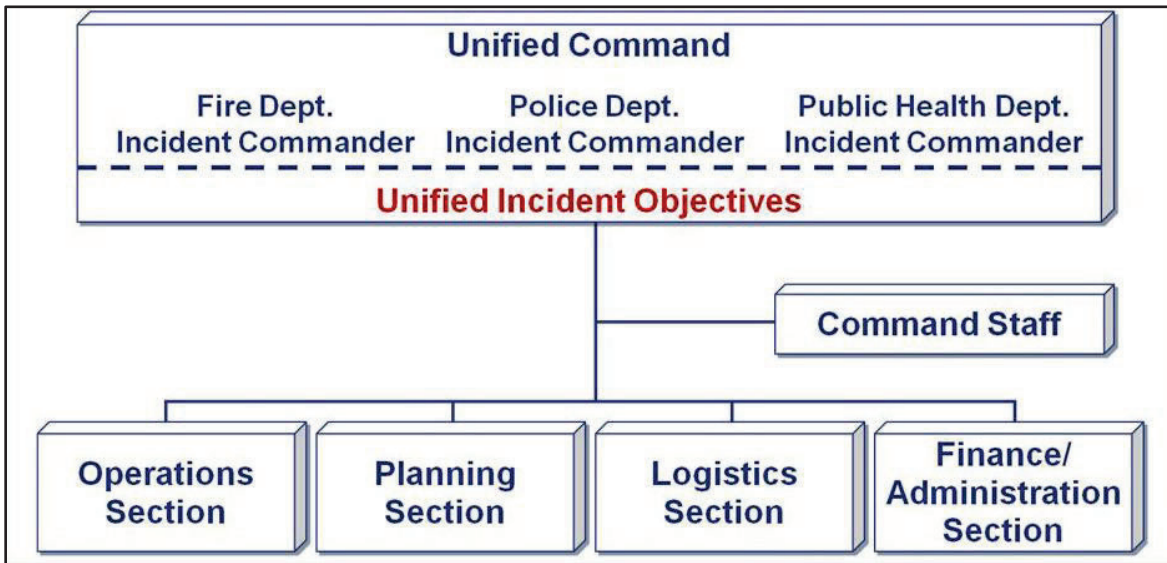 Unified Command
Fire Dept.
Incident Commander
Police Dept.
Incident Commander
Public Health Dept.
Incident Commander
Unified Incident Objectives
Command Staff
Operations
Section
Planning
Section
Logistics
Section
Finance/
Administration
Section